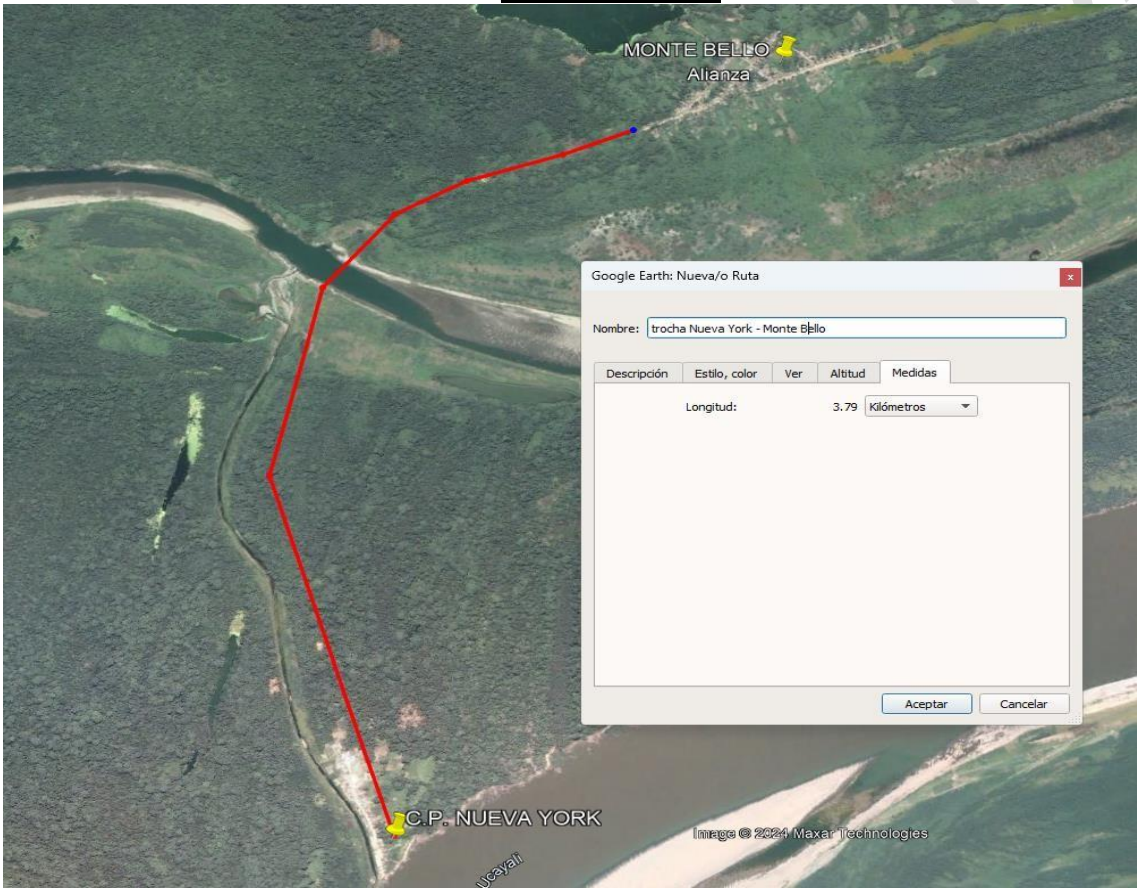 MONTE BELLO
Alianza
Google Earth: Nueva/o Ruta
x
Nombre: trocha Nueva York - Monte Bello
Descripción Estilo, color Ver Altitud Medidas
Longitud: 3.79 Kilómetros
Aceptar Cancelar
C.P. NUEVA YORK
Image © 2024 Maxar Technologies
Ucayali